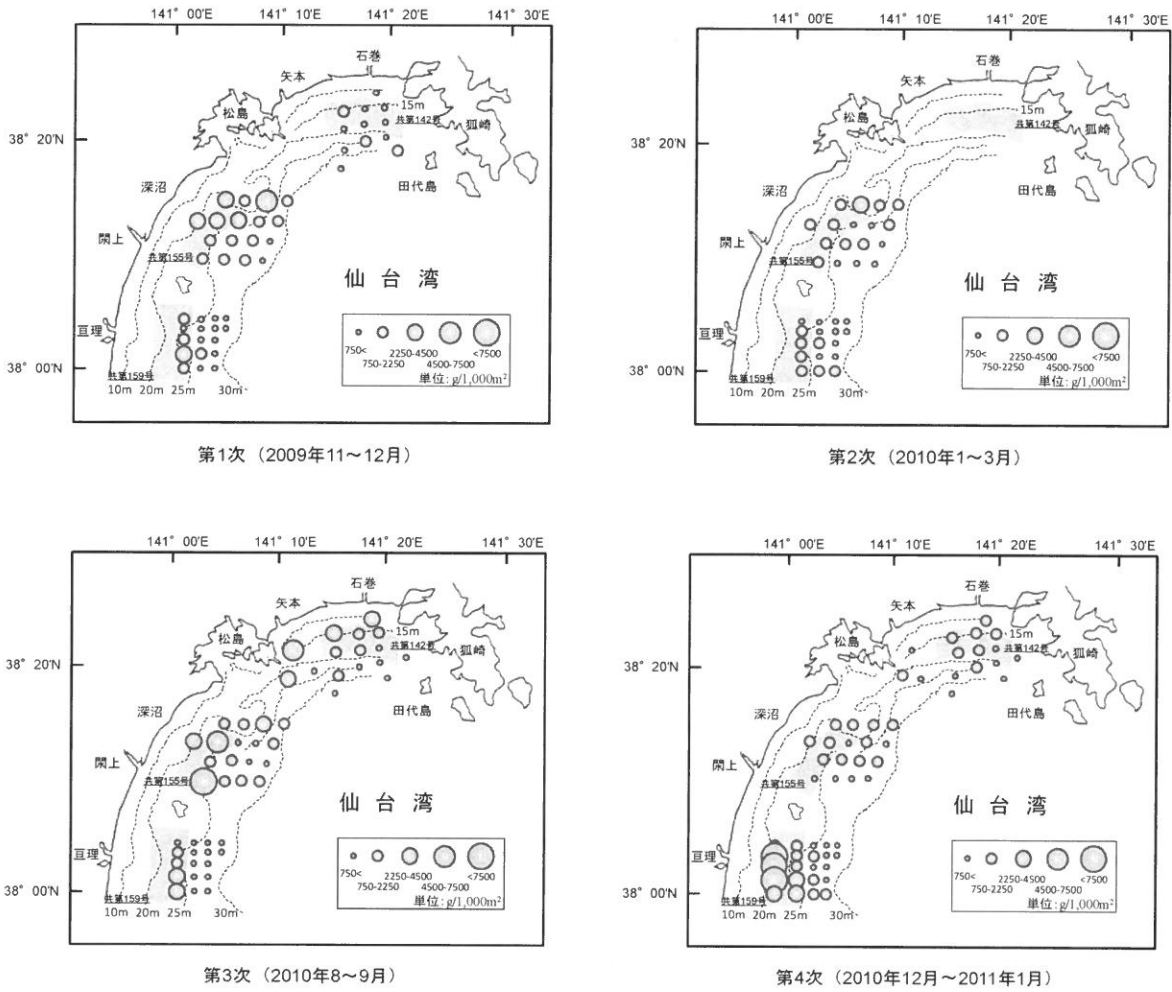 141° 00'E 141° 10'E 141° 20'E 141° 30'E
石巻
矢本
松島
15m
共第142号
狐崎
38° 20'N
田代島
深沼
閖上
共第155号
仙台湾
亘理
750<
750-2250
2250-4500
4500-7500
<7500
単位: g/1,000m²
38° 00'N
共第159号
10m 20m 25m 30m
第1次（2009年11～12月）
141° 00'E 141° 10'E 141° 20'E 141° 30'E
石巻
矢本
松島
15m
共第142号
狐崎
38° 20'N
田代島
深沼
閖上
共第155号
仙台湾
亘理
750<
750-2250
2250-4500
4500-7500
<7500
単位: g/1,000m²
38° 00'N
共第159号
10m 20m 25m 30m
第2次（2010年1～3月）
141° 00'E 141° 10'E 141° 20'E 141° 30'E
石巻
矢本
松島
15m
共第142号
狐崎
38° 20'N
田代島
深沼
閖上
共第155号
仙台湾
亘理
750<
750-2250
2250-4500
4500-7500
<7500
単位: g/1,000m²
38° 00'N
共第159号
10m 20m 25m 30m
第3次（2010年8～9月）
141° 00'E 141° 10'E 141° 20'E 141° 30'E
石巻
矢本
松島
15m
共第142号
狐崎
38° 20'N
田代島
深沼
閖上
共第155号
仙台湾
亘理
750<
750-2250
2250-4500
4500-7500
<7500
単位: g/1,000m²
38° 00'N
共第159号
10m 20m 25m 30m
第4次（2010年12月～2011年1月）